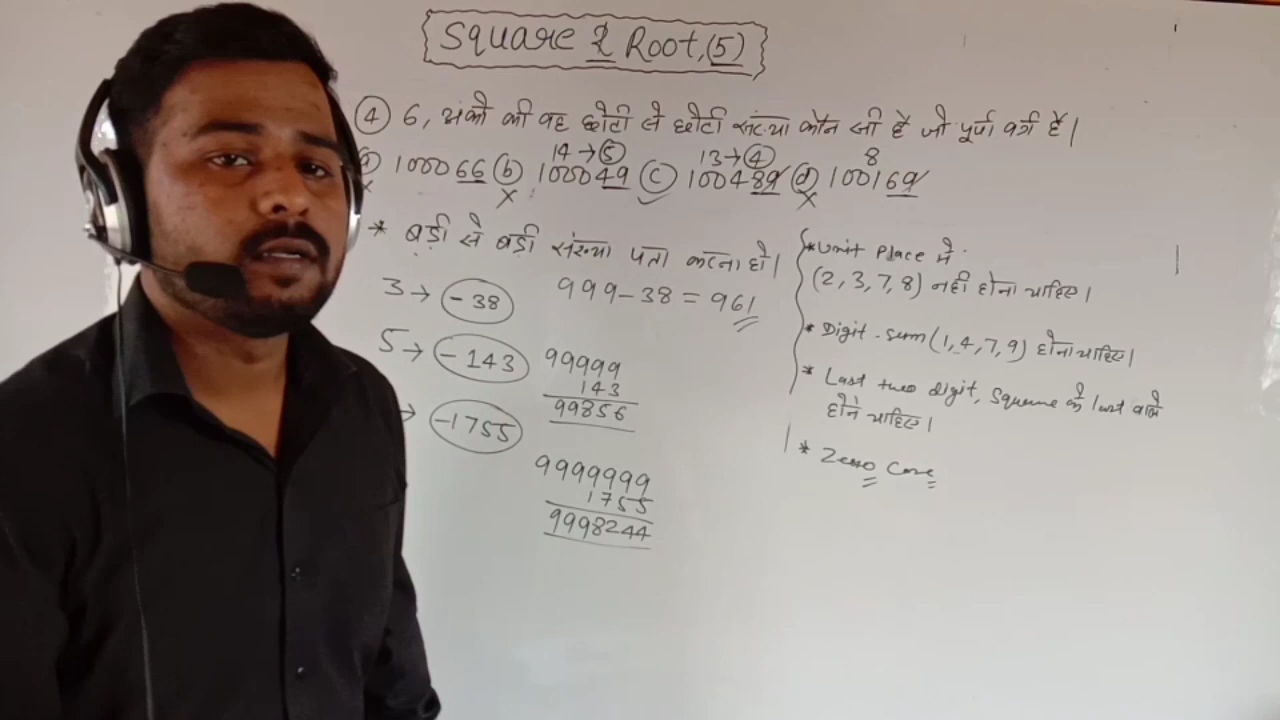 Square & Root, (5)
④ 6, अंको की वह छोटी से छोटी संख्या कौन सी हैं जो पूर्ण वर्ग हैं।
14→⑤ 13→④ 8
100066 ⓑ 100049 ⓒ 100489 ⓓ 100169
* बड़ी से बड़ी संख्या पता करना हो।
3 → -38 999-38 = 961
5 → -143 99999
143
99856
→ -1755
9999999
1755
9998244
* Unit Place में
(2, 3, 7, 8) नही होना चाहिए।
* Digit-sum (1, 4, 7, 9) होना चाहिए।
* Last two digit, Square के last वाले
होने चाहिए।
* Zero